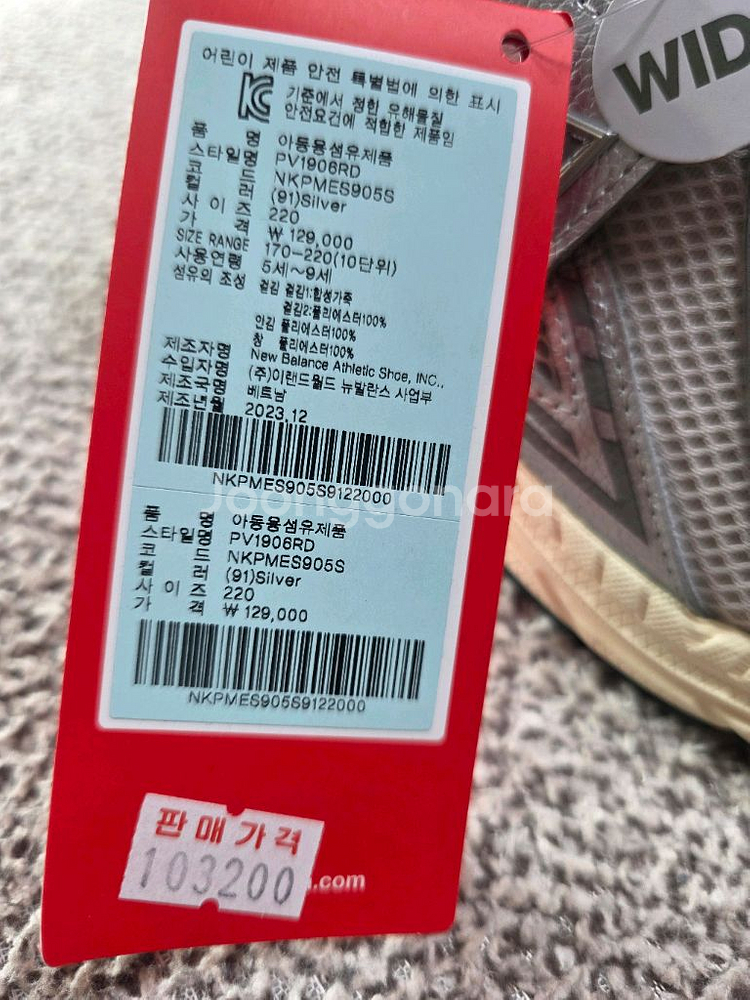 어린이 제품 안전 특별법에 의한 표시
기준에서 정한 유해물질
안전요건에 적합한 제품임
품 명 아동용섬유제품
스타일명 PV1906RD
코 드 NKPMES905S
컬 러 (91)Silver
사 이 즈 220
가 격 ₩ 129,000
SIZE RANGE 170-220(10단위)
사용연령 5세~9세
섬유의 조성 겉감 겉감1:합성가죽
겉감2:폴리에스터100%
안감 폴리에스터100%
창 폴리에스터100%
제조자명 New Balance Athletic Shoe, INC.,
수입자명 (주)이랜드월드 뉴발란스 사업부
제조국명 베트남
제조년월 2023.12
NKPMES905S9122000
Joonggonara
품 명 아동용섬유제품
스타일명 PV1906RD
코 드 NKPMES905S
컬 러 (91)Silver
사 이 즈 220
가 격 ₩ 129,000
NKPMES905S9122000
판매가격
103200
.com
WID